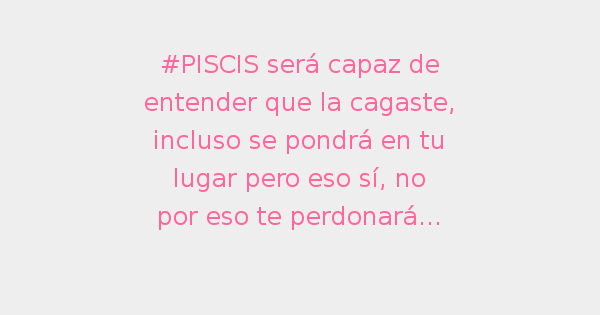 #PISCIS será capaz de
entender que la cagaste,
incluso se pondrá en tu
lugar pero eso sí, no
por eso te perdonará...